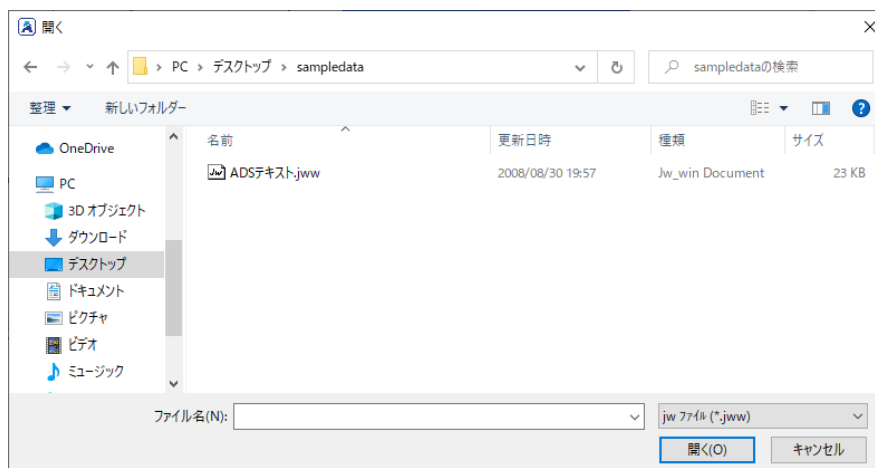 開く
PC > デスクトップ > sampledata
sampledataの検索
整理 新しいフォルダー
名前 更新日時 種類 サイズ
OneDrive
PC
3D オブジェクト
ダウンロード
デスクトップ
ドキュメント
ピクチャ
ビデオ
ミュージック
Jw ADSテキスト.jww 2008/08/30 19:57 Jw_win Document 23 KB
ファイル名(N):
jw ファイル (*.jww)
開く(O) キャンセル